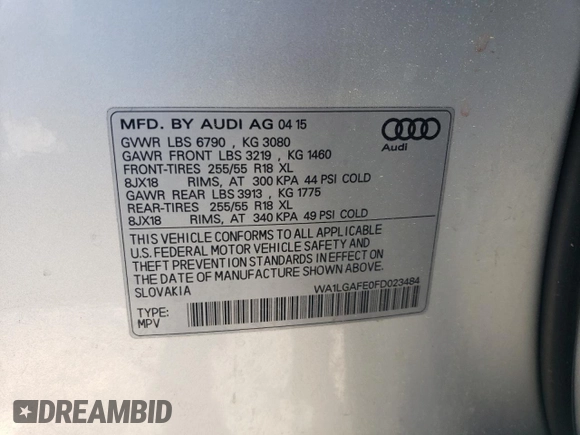 MFD. BY AUDI AG 04 15
Audi
GVWR LBS 6790 , KG 3080
GAWR FRONT LBS 3219 , KG 1460
FRONT-TIRES 255/55 R18 XL
8JX18 RIMS, AT 300 KPA 44 PSI COLD
GAWR REAR LBS 3913 , KG 1775
REAR-TIRES 255/55 R18 XL
8JX18 RIMS, AT 340 KPA 49 PSI COLD
THIS VEHICLE CONFORMS TO ALL APPLICABLE
U.S. FEDERAL MOTOR VEHICLE SAFETY AND
THEFT PREVENTION STANDARDS IN EFFECT ON
THE DATE OF MANUFACTURE SHOWN ABOVE.
SLOVAKIA
WA1LGAFE0FD023484
TYPE:
MPV
DREAMBID